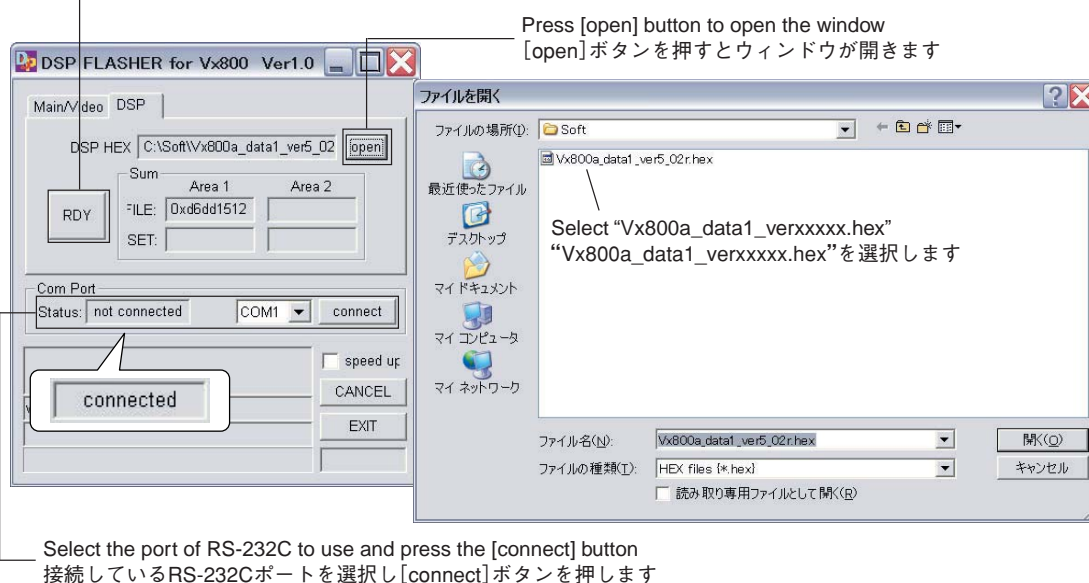 Press [open] button to open the window
[open]ボタンを押すとウィンドウが開きます
DSP FLASHER for Vx800 Ver1.0
Main/Video DSP
DSP HEX C:\Soft\Vx800a_data1_ver5_02 open
Sum
Area 1 Area 2
RDY
FILE: 0xd6dd1512
SET:
Com Port
Status: not connected COM1 connect
speed up
connected
CANCEL
EXIT
ファイルを開く
ファイルの場所(I): Soft
Vx800a_data1_ver5_02r.hex
最近使ったファイル
デスクトップ
マイ ドキュメント
マイ コンピュータ
マイ ネットワーク
Select “Vx800a_data1_verxxxxx.hex”
“Vx800a_data1_verxxxxx.hex”を選択します
ファイル名(N): Vx800a_data1_ver5_02r.hex 開く(O)
ファイルの種類(T): HEX files {*.hex} キャンセル
読み取り専用ファイルとして開く(R)
Select the port of RS-232C to use and press the [connect] button
接続しているRS-232Cポートを選択し[connect]ボタンを押します